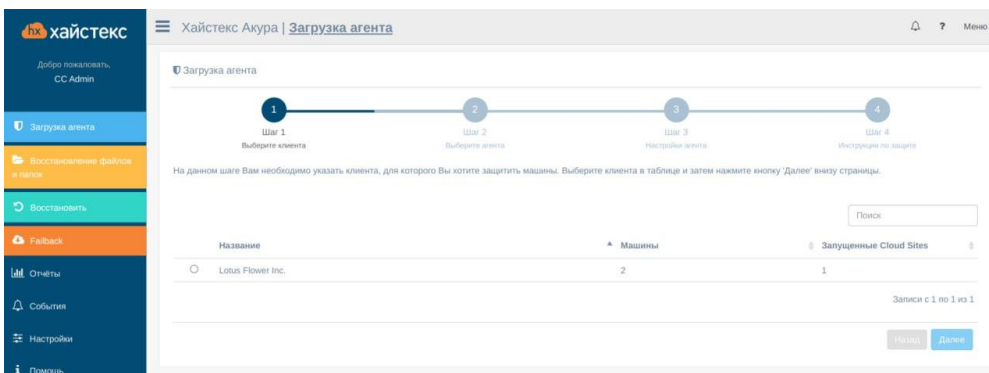 hx хайстекс
Добро пожаловать,
CC Admin
Загрузка агента
Восстановление файлов
и папок
Восстановить
Failback
Отчёты
События
Настройки
Помощь
Хайстекс Акура | Загрузка агента
? Меню
Загрузка агента
1 2 3 4
Шаг 1 Шаг 2 Шаг 3 Шаг 4
Выберите клиента Выберите агента Настройки агента Инструкции по защите
На данном шаге Вам необходимо указать клиента, для которого Вы хотите защитить машины. Выберите клиента в таблице и затем нажмите кнопку 'Далее' внизу страницы.
Поиск
Название Машины Запущенные Cloud Sites
Lotus Flower Inc. 2 1
Записи с 1 по 1 из 1
Назад Далее